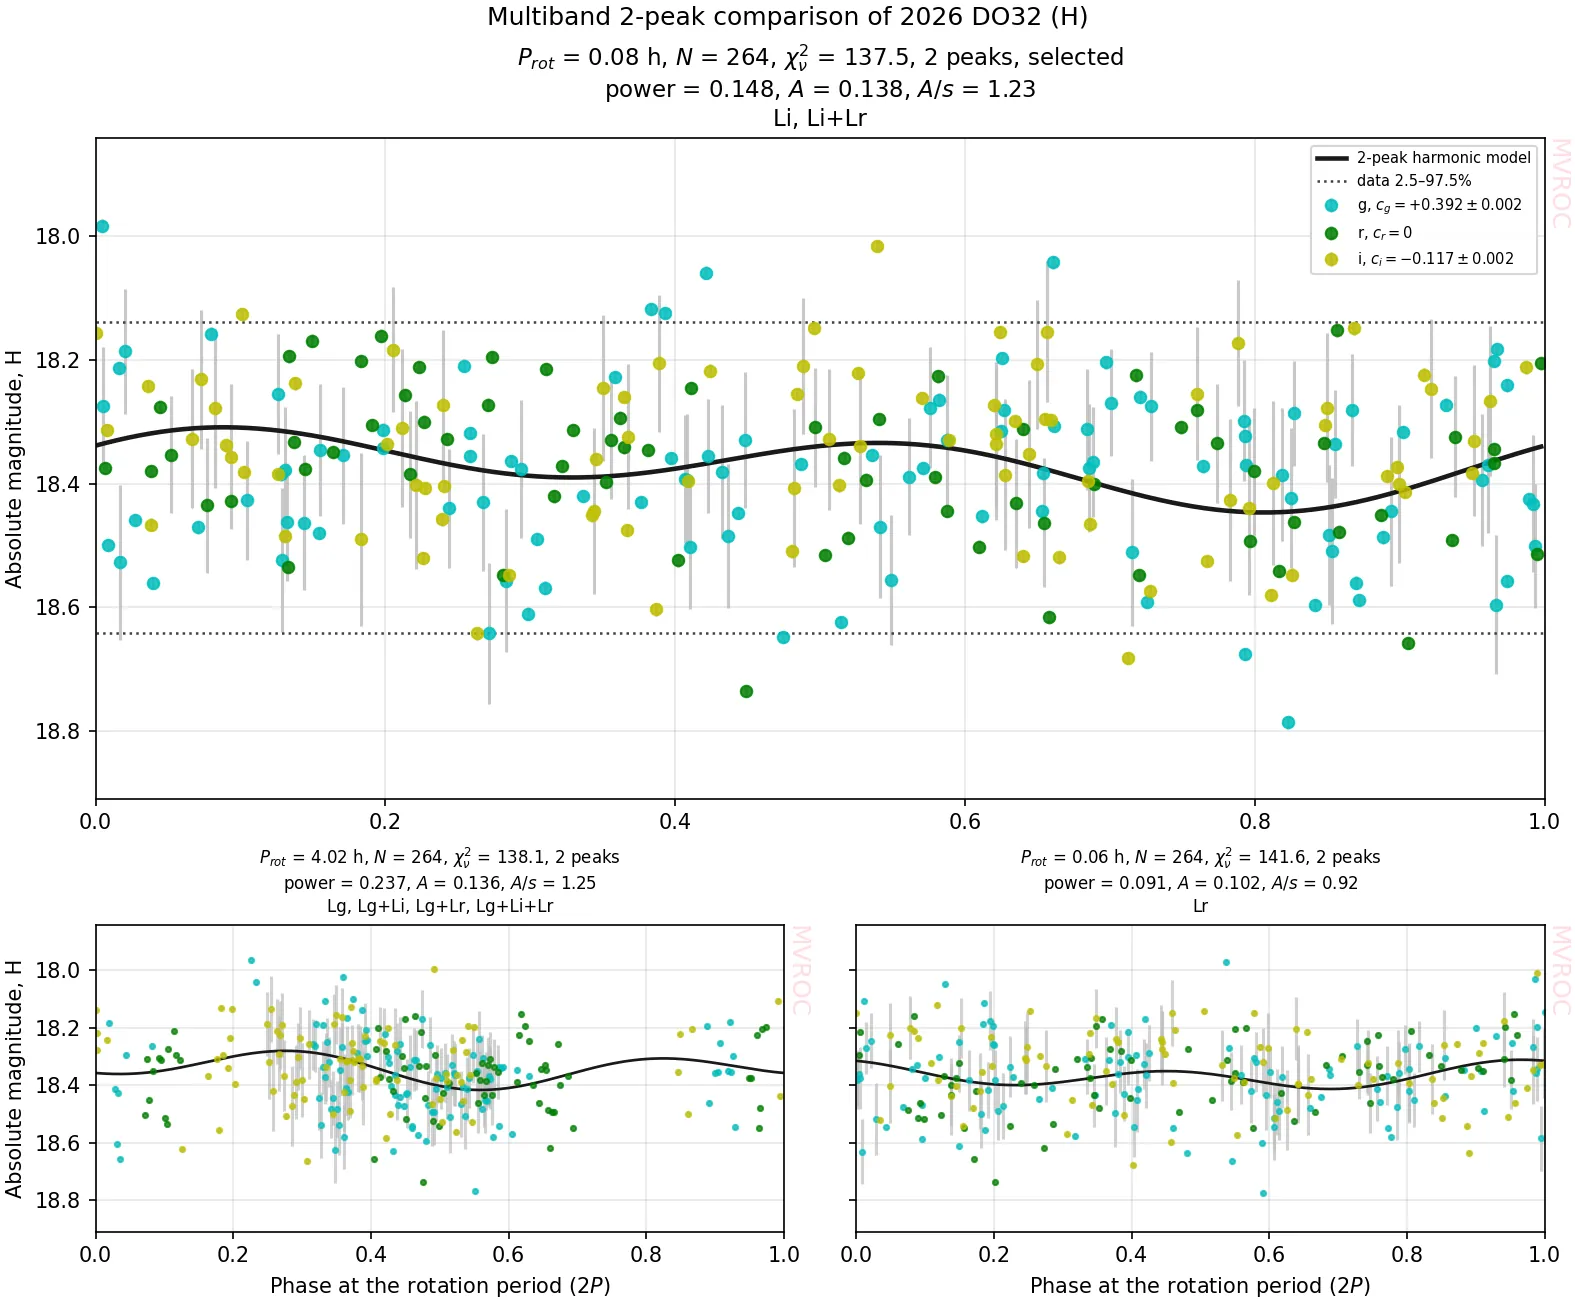 Multiband 2-peak comparison of 2026 DO32 (H)
P_rot = 0.08 h, N = 264, χ²_ν = 137.5, 2 peaks, selected
power = 0.148, A = 0.138, A/s = 1.23
Li, Li+Lr
2-peak harmonic model
data 2.5–97.5%
g, c_g = +0.392 ± 0.002
r, c_r = 0
i, c_i = −0.117 ± 0.002
MVROC
Absolute magnitude, H
18.0
18.2
18.4
18.6
18.8
0.0 0.2 0.4 0.6 0.8 1.0
P_rot = 4.02 h, N = 264, χ²_ν = 138.1, 2 peaks
power = 0.237, A = 0.136, A/s = 1.25
Lg, Lg+Li, Lg+Lr, Lg+Li+Lr
MVROC
Absolute magnitude, H
18.0
18.2
18.4
18.6
18.8
0.0 0.2 0.4 0.6 0.8 1.0
Phase at the rotation period (2P)
P_rot = 0.06 h, N = 264, χ²_ν = 141.6, 2 peaks
power = 0.091, A = 0.102, A/s = 0.92
Lr
MVROC
0.0 0.2 0.4 0.6 0.8 1.0
Phase at the rotation period (2P)